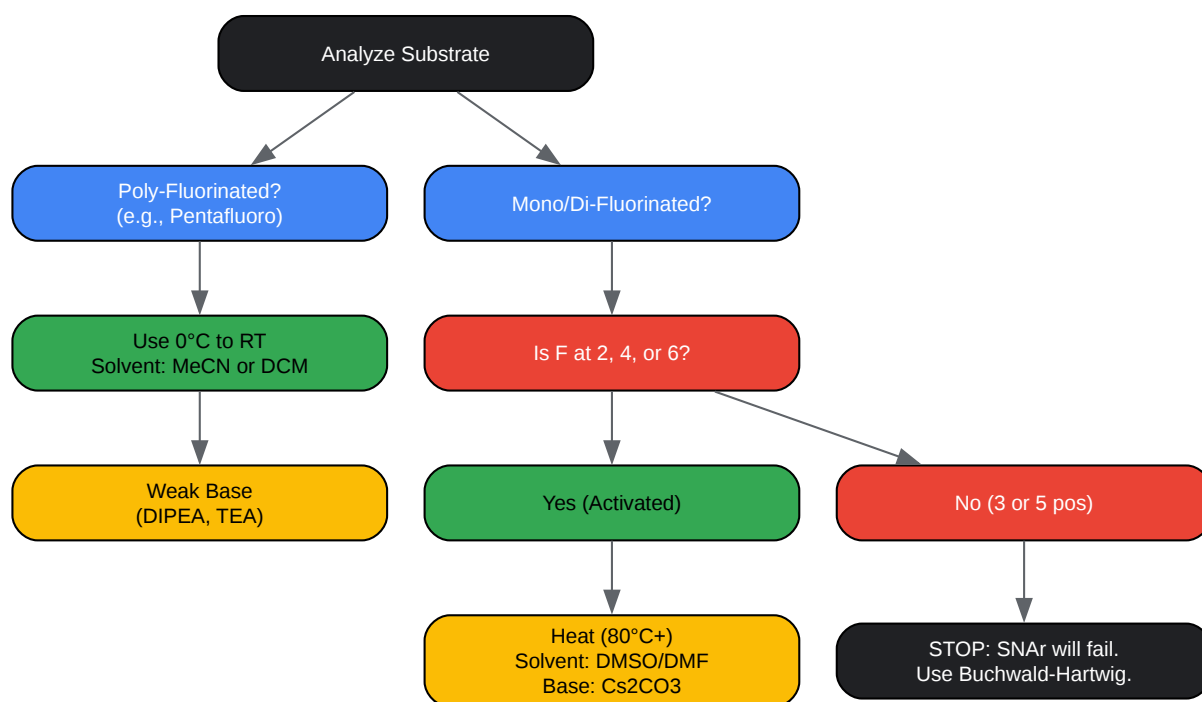 Analyze Substrate
Poly-Fluorinated?
(e.g., Pentafluoro)
Mono/Di-Fluorinated?
Use 0°C to RT
Solvent: MeCN or DCM
Is F at 2, 4, or 6?
Weak Base
(DIPEA, TEA)
Yes (Activated)
No (3 or 5 pos)
Heat (80°C+)
Solvent: DMSO/DMF
Base: Cs2CO3
STOP: SNAr will fail.
Use Buchwald-Hartwig.